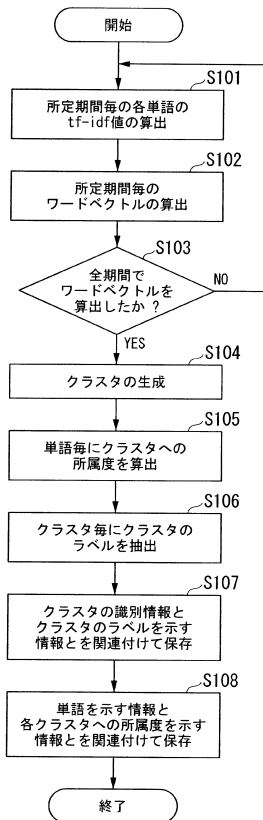 開始
S101
所定期間毎の各単語の
tf-idf値の算出
S102
所定期間毎の
ワードベクトルの算出
S103
全期間で
ワードベクトルを
算出したか ?
NO
YES
S104
クラスタの生成
S105
単語毎にクラスタへの
所属度を算出
S106
クラスタ毎にクラスタの
ラベルを抽出
S107
クラスタの識別情報と
クラスタのラベルを示す
情報とを関連付けて保存
S108
単語を示す情報と
各クラスタへの所属度を示す
情報とを関連付けて保存
終了